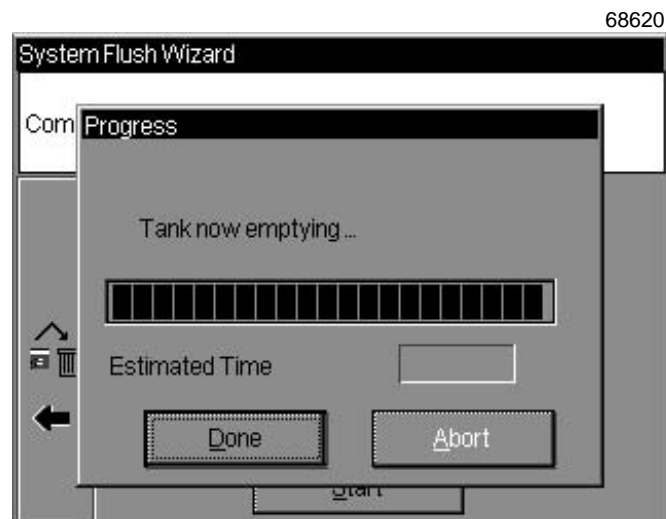 68620
System Flush Wizard
Com
Progress
Tank now emptying ...
Estimated Time
Done
Abort
Start